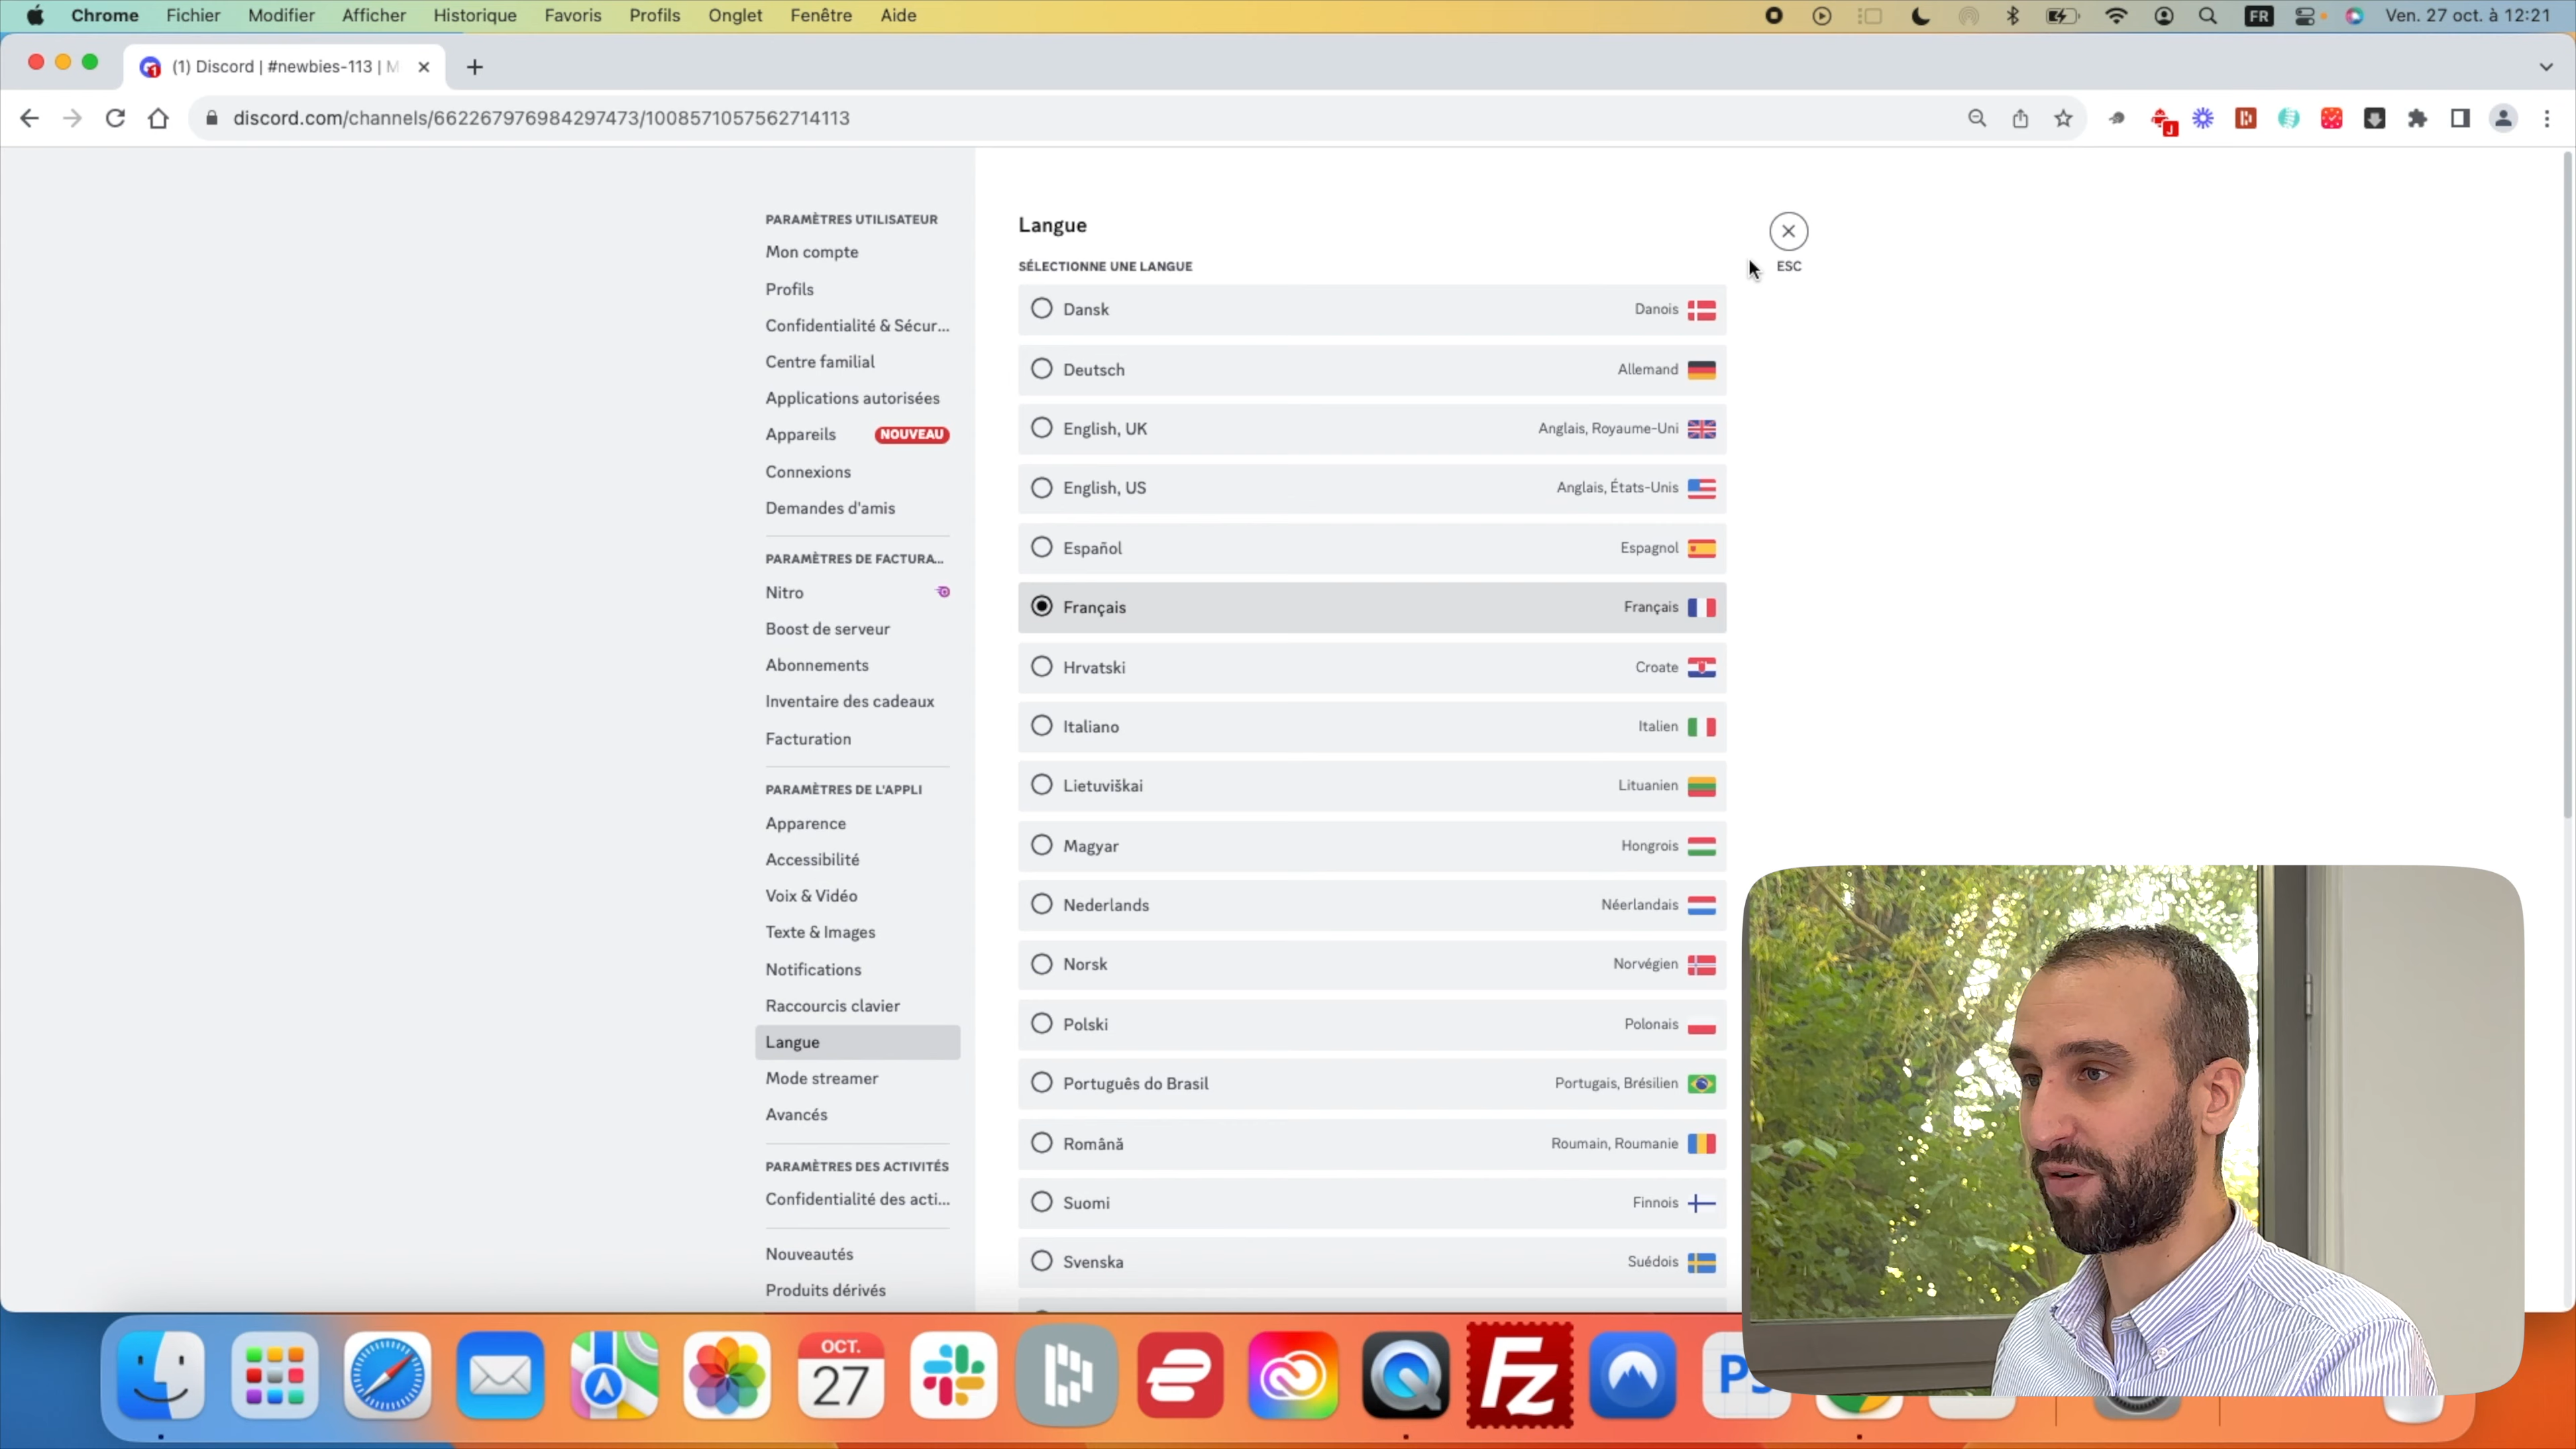 Chrome Fichier Modifier Afficher Historique Favoris Profils Onglet Fenêtre Aide FR Ven. 27 oct. à 12:21
(1) Discord | #newbies-113 | M
discord.com/channels/662267976984297473/1008571057562714113
PARAMÈTRES UTILISATEUR
Mon compte
Profils
Confidentialité & Sécur...
Centre familial
Applications autorisées
Appareils NOUVEAU
Connexions
Demandes d'amis
PARAMÈTRES DE FACTURA...
Nitro
Boost de serveur
Abonnements
Inventaire des cadeaux
Facturation
PARAMÈTRES DE L'APPLI
Apparence
Accessibilité
Voix & Vidéo
Texte & Images
Notifications
Raccourcis clavier
Langue
Mode streamer
Avancés
PARAMÈTRES DES ACTIVITÉS
Confidentialité des acti...
Nouveautés
Produits dérivés
Langue
SÉLECTIONNE UNE LANGUE
ESC
Dansk Danois
Deutsch Allemand
English, UK Anglais, Royaume-Uni
English, US Anglais, États-Unis
Español Espagnol
Français Français
Hrvatski Croate
Italiano Italien
Lietuviškai Lituanien
Magyar Hongrois
Nederlands Néerlandais
Norsk Norvégien
Polski Polonais
Português do Brasil Portugais, Brésilien
Română Roumain, Roumanie
Suomi Finnois
Svenska Suédois
OCT.
27
Fz